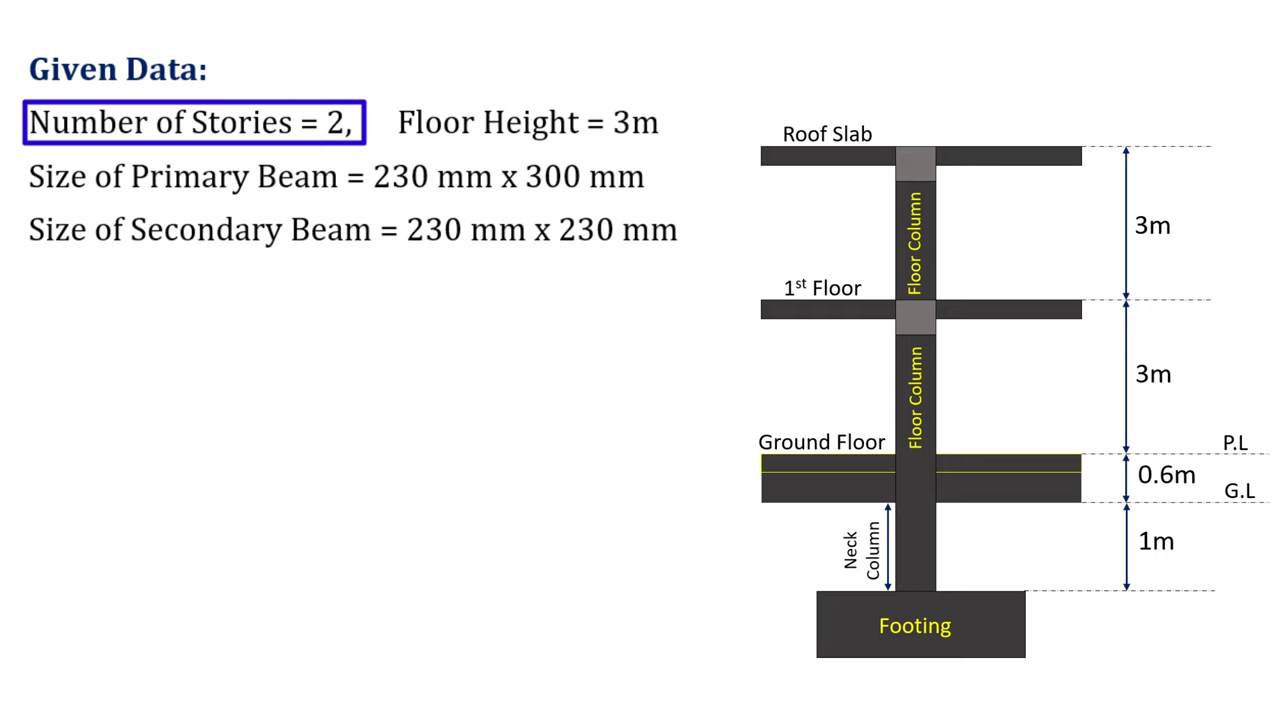 Given Data:
Number of Stories = 2, Floor Height = 3m
Size of Primary Beam = 230 mm x 300 mm
Size of Secondary Beam = 230 mm x 230 mm
Roof Slab
Floor Column
3m
1st Floor
Floor Column
3m
Ground Floor
P.L
0.6m
G.L
Neck
Column
1m
Footing